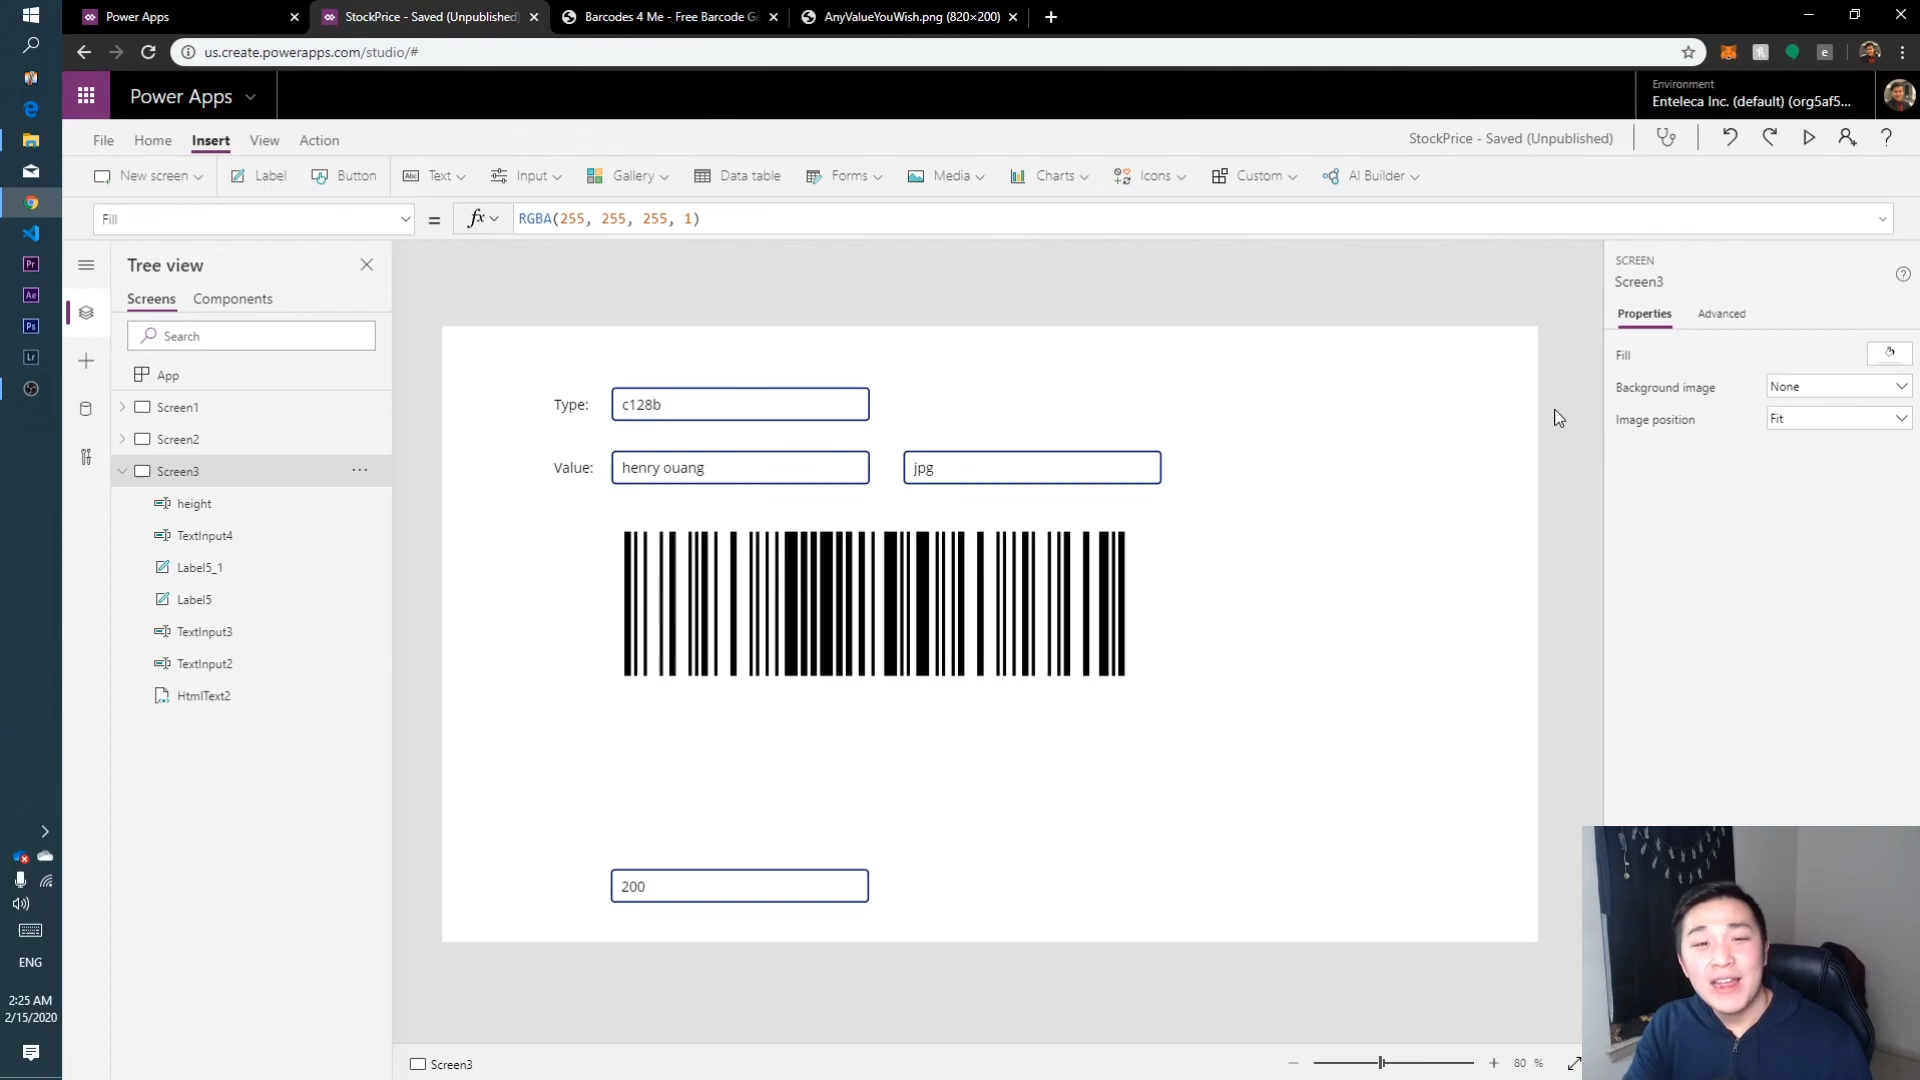 Power Apps
StockPrice - Saved (Unpublished)
Barcodes 4 Me - Free Barcode Ge
AnyValueYouWish.png (820×200)
us.create.powerapps.com/studio/#
Power Apps
Environment
Enteleca Inc. (default) (org5af5...
File Home Insert View Action
StockPrice - Saved (Unpublished)
New screen Label Button Text Input Gallery Data table Forms Media Charts Icons Custom AI Builder
Fill = fx RGBA(255, 255, 255, 1)
Tree view
Screens Components
Search
App
Screen1
Screen2
Screen3
height
TextInput4
Label5_1
Label5
TextInput3
TextInput2
HtmlText2
Type: c128b
Value: henry ouang jpg
200
SCREEN
Screen3
Properties Advanced
Fill
Background image None
Image position Fit
Screen3
80 %
Pr
Ae
Ps
Lr
ENG
2:25 AM
2/15/2020